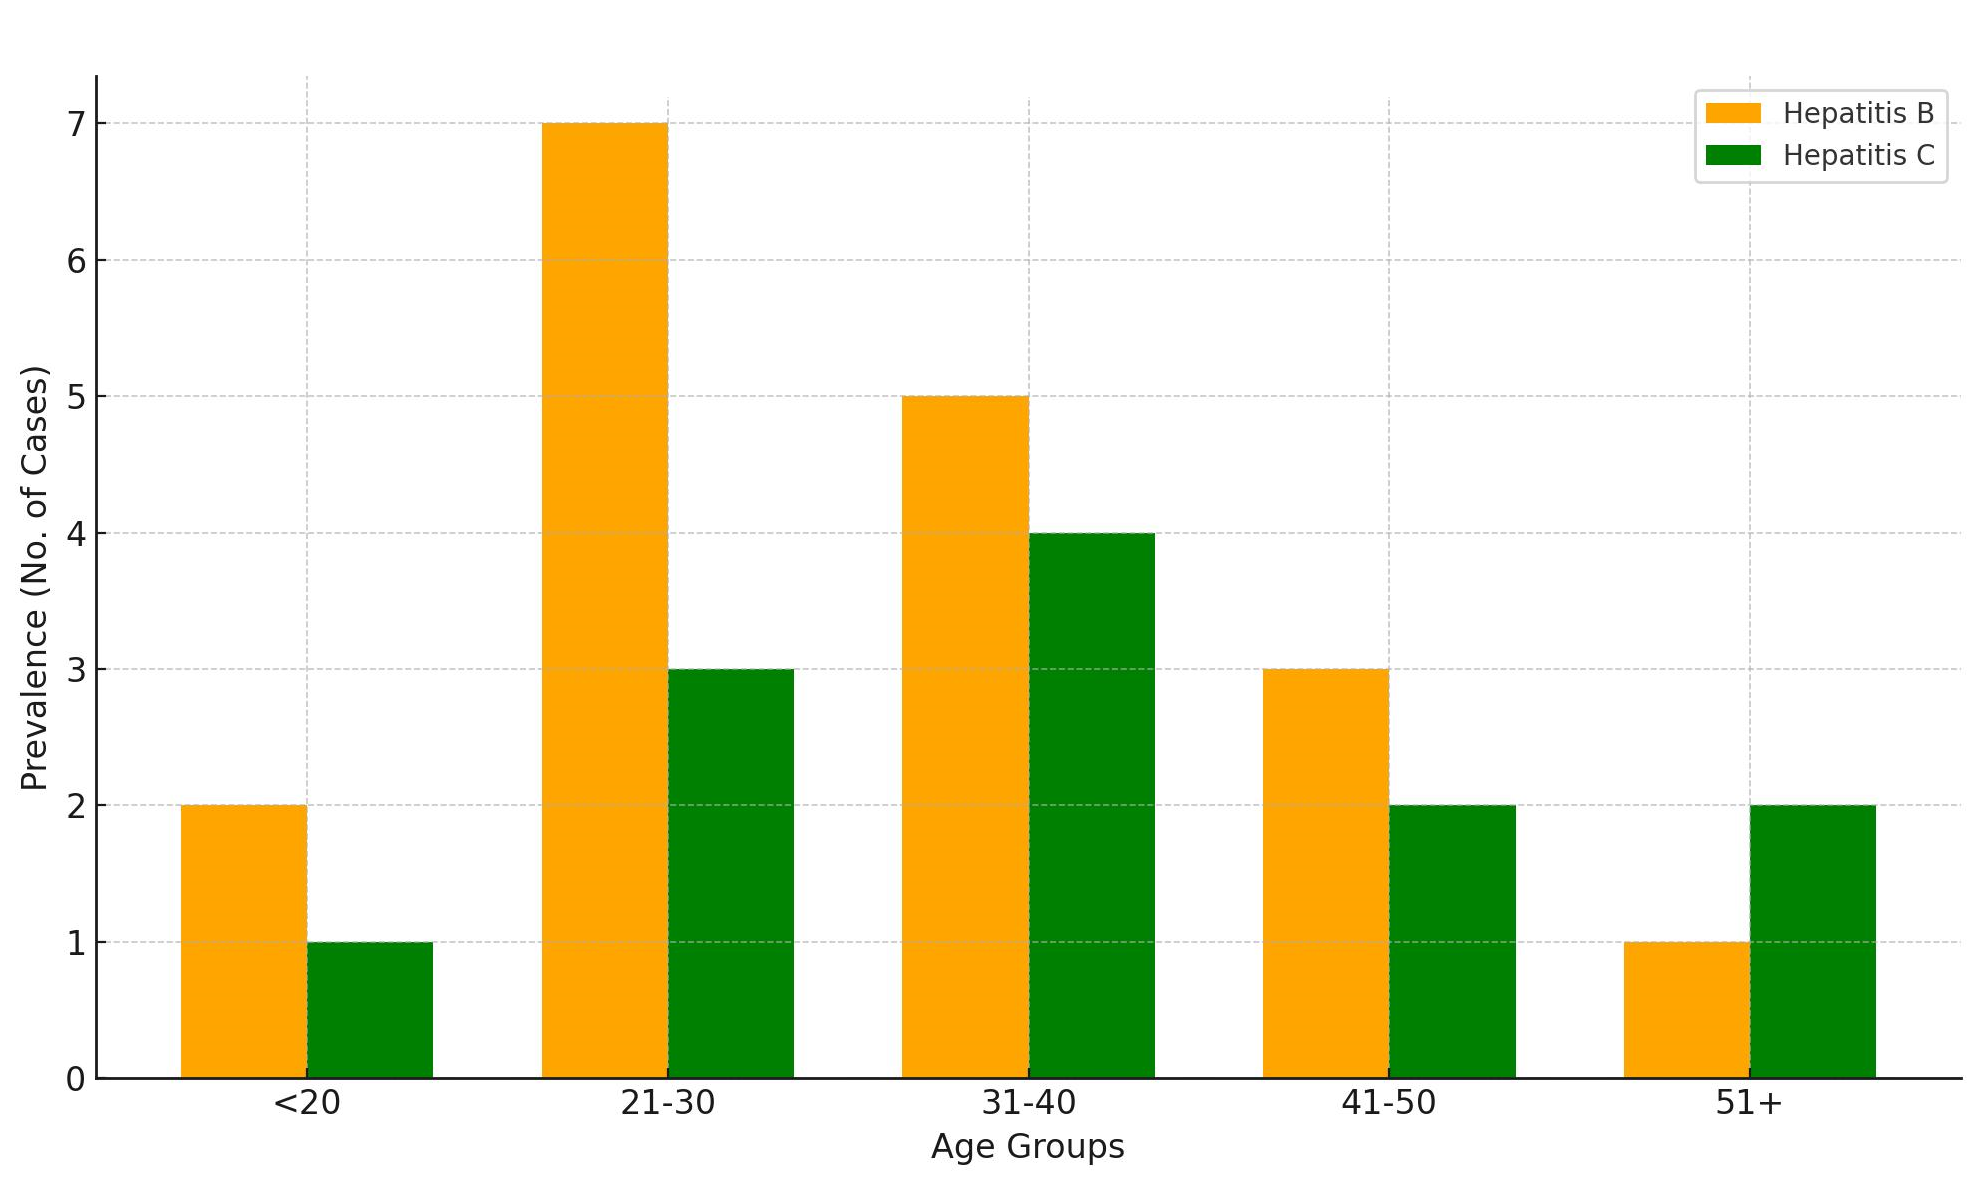 Hepatitis B
Hepatitis C
Prevalence (No. of Cases)
7
6
5
4
3
2
1
0
<20 21-30 31-40 41-50 51+
Age Groups